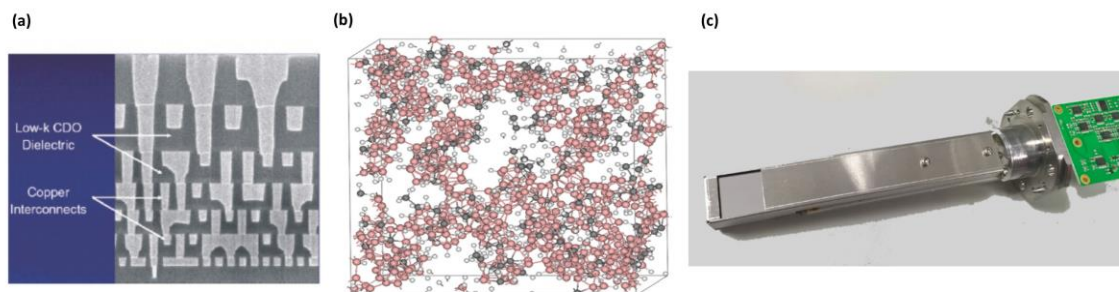 (a)
(b)
(c)
Low-k CDO
Dielectric
Copper
Interconnects